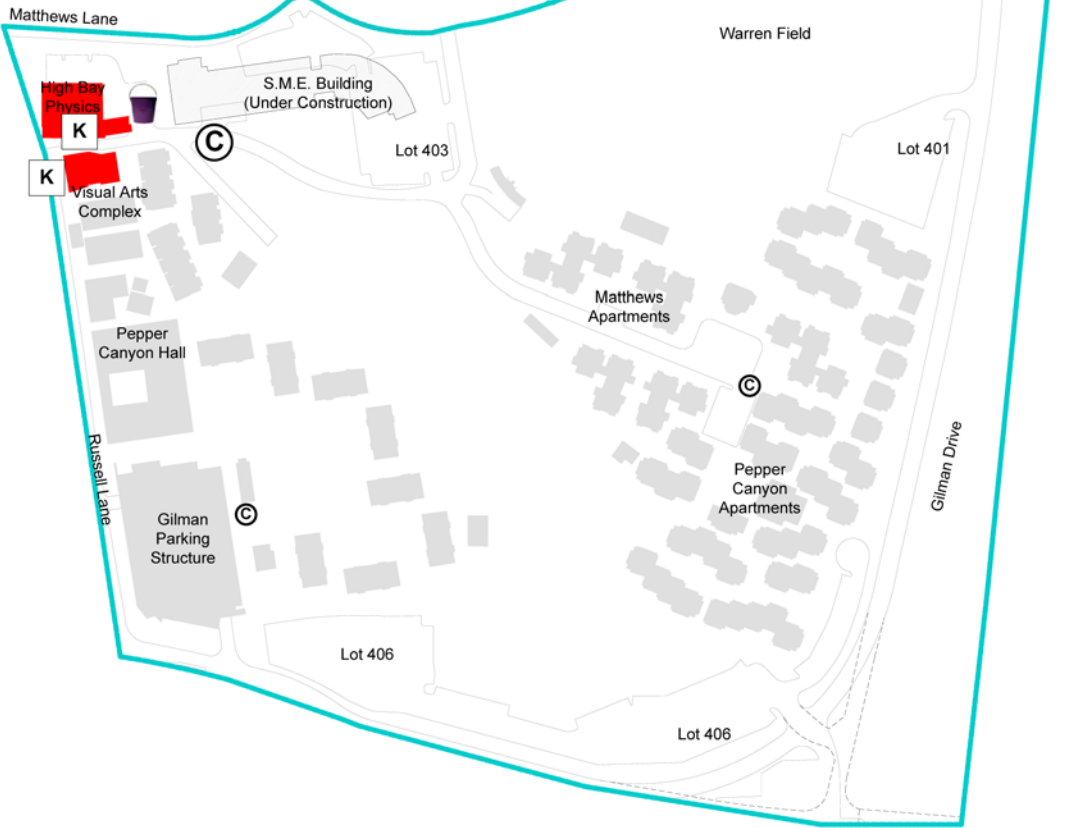 Matthews Lane
Warren Field
High Bay
Physics
S.M.E. Building
(Under Construction)
K
C
Lot 403
Lot 401
K
Visual Arts
Complex
Matthews
Apartments
Pepper
Canyon Hall
C
Russell Lane
Gilman Drive
Pepper
Canyon
Apartments
C
Gilman
Parking
Structure
Lot 406
Lot 406